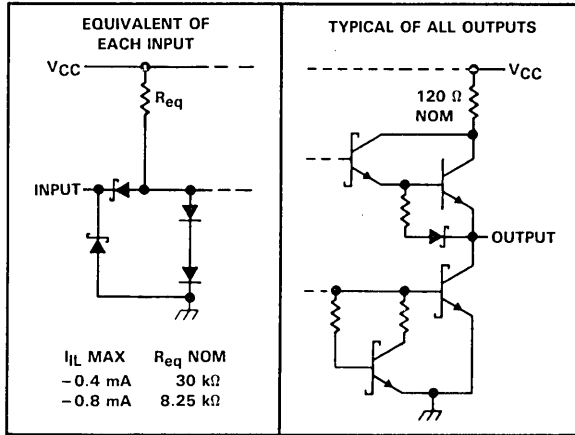 EQUIVALENT OF
EACH INPUT
VCC
Req
INPUT
IIL MAX Req NOM
−0.4 mA 30 kΩ
−0.8 mA 8.25 kΩ
TYPICAL OF ALL OUTPUTS
VCC
120 Ω
NOM
OUTPUT